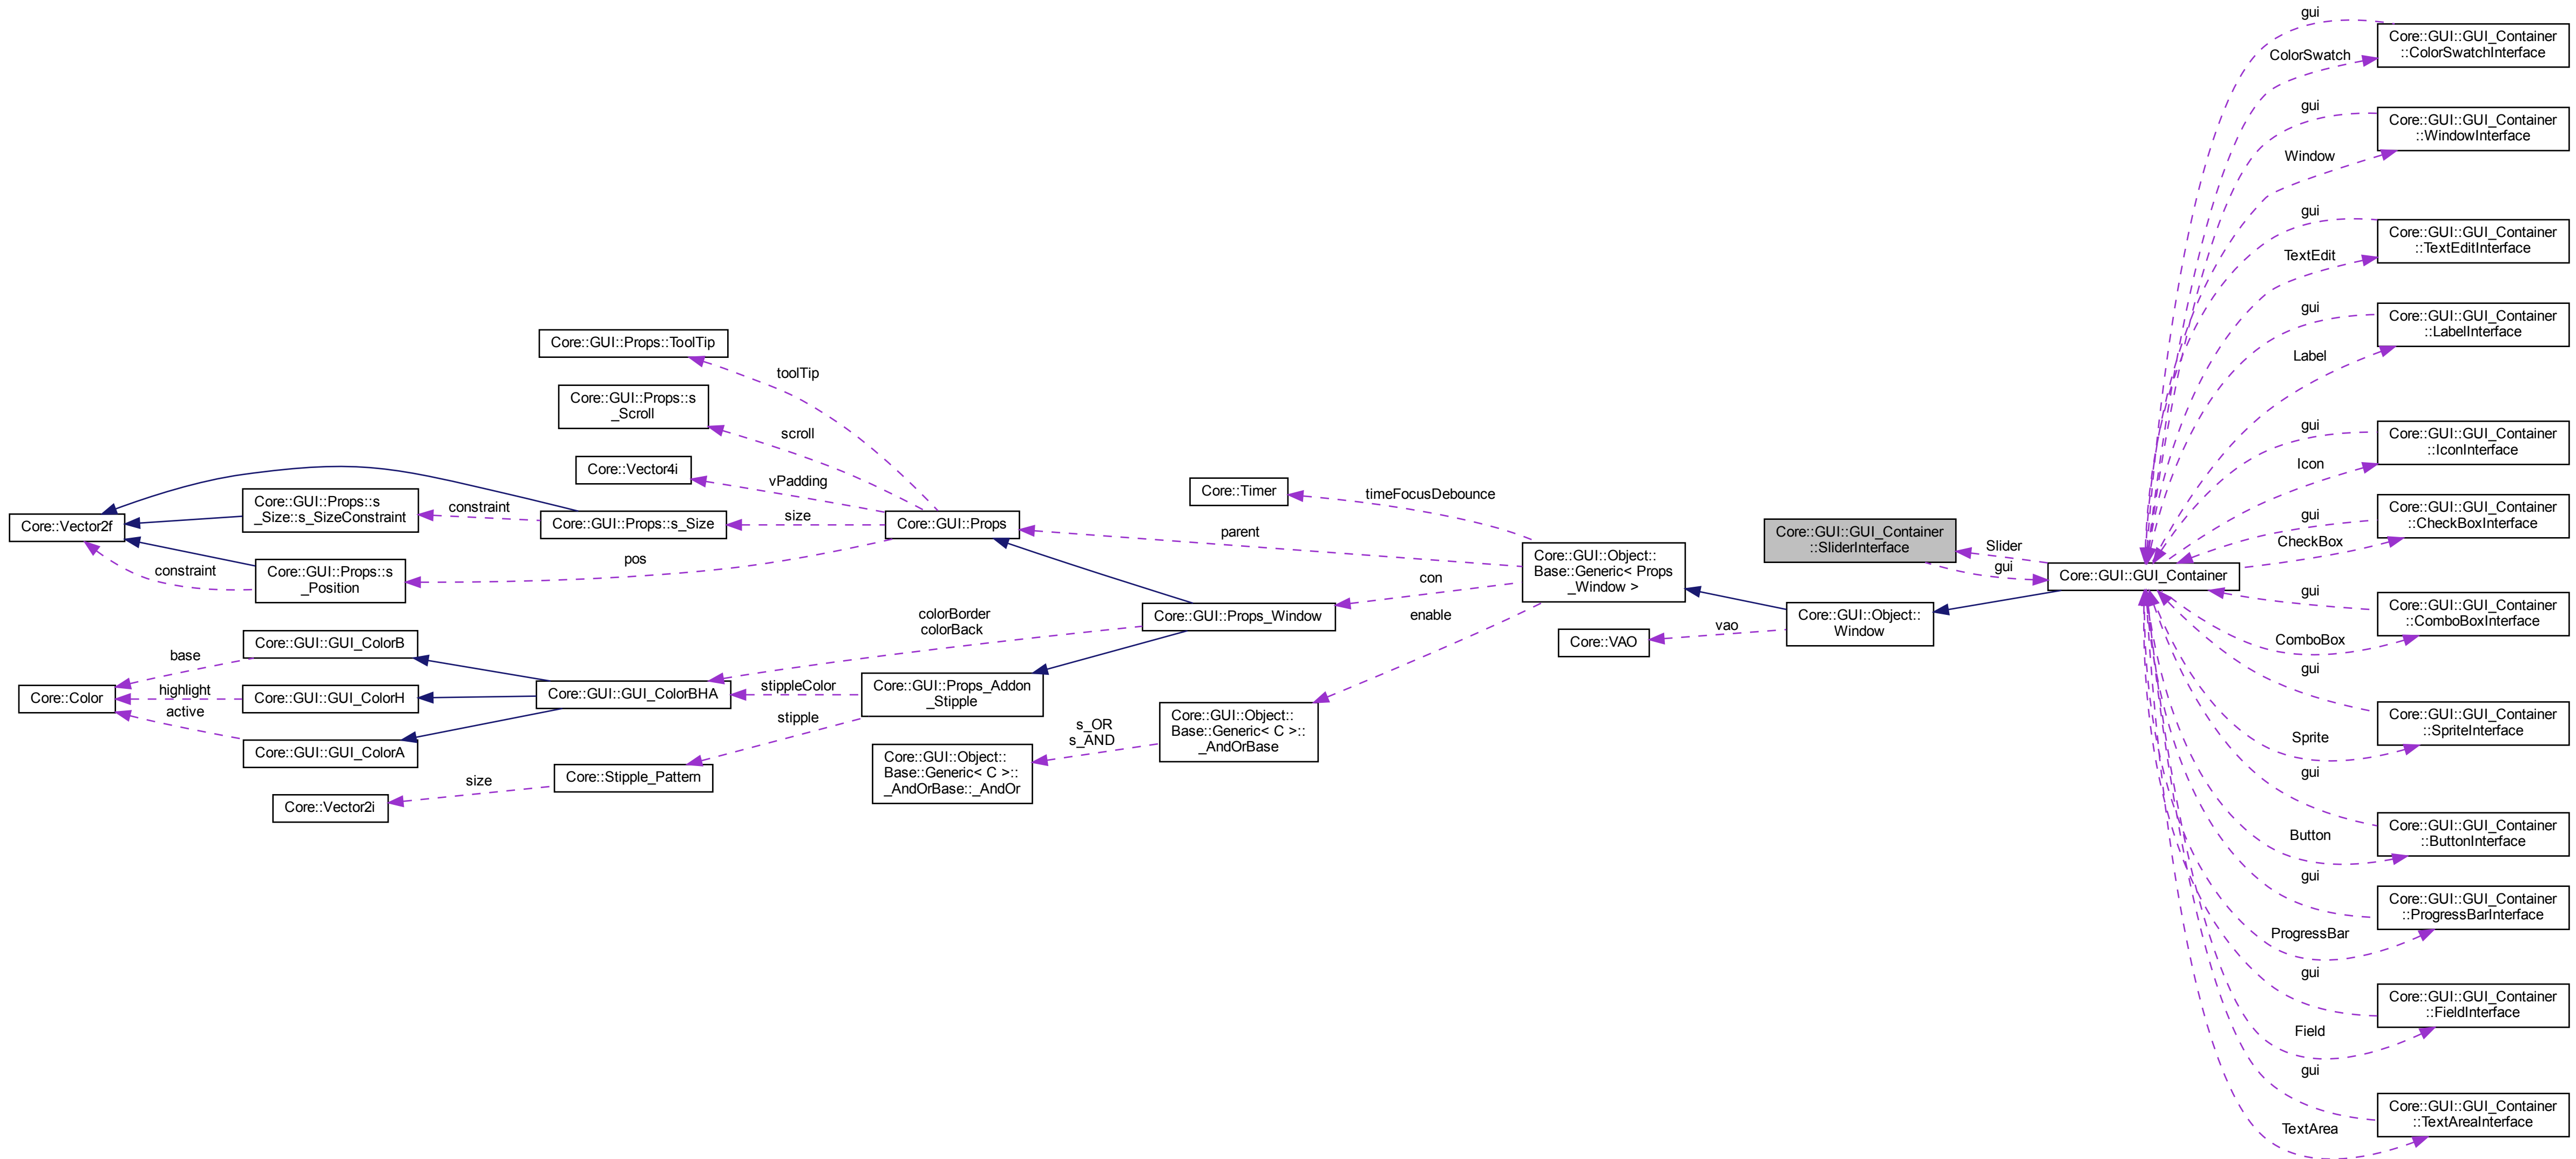 Core::Vector2f
Core::GUI::Props::s
_Size::s_SizeConstraint
Core::GUI::Props::s
_Position
constraint
constraint
Core::GUI::Props::s_Size
Core::GUI::Props::ToolTip
Core::GUI::Props::s
_Scroll
Core::Vector4i
toolTip
scroll
vPadding
size
pos
Core::GUI::Props
Core::Color
base
highlight
active
Core::GUI::GUI_ColorB
Core::GUI::GUI_ColorH
Core::GUI::GUI_ColorA
Core::GUI::GUI_ColorBHA
Core::Vector2i
size
Core::Stipple_Pattern
stippleColor
stipple
colorBorder
colorBack
Core::GUI::Props_Addon
_Stipple
Core::GUI::Object::
Base::Generic< C >::
_AndOrBase::_AndOr
s_OR
s_AND
Core::GUI::Props_Window
Core::GUI::Object::
Base::Generic< C >::
_AndOrBase
Core::Timer
timeFocusDebounce
parent
con
enable
Core::GUI::Object::
Base::Generic< Props
_Window >
Core::VAO
vao
Core::GUI::Object::
Window
Core::GUI::GUI_Container
::SliderInterface
Slider
gui
Core::GUI::GUI_Container
gui
ColorSwatch
Core::GUI::GUI_Container
::ColorSwatchInterface
gui
Window
Core::GUI::GUI_Container
::WindowInterface
gui
TextEdit
Core::GUI::GUI_Container
::TextEditInterface
gui
Label
Core::GUI::GUI_Container
::LabelInterface
gui
Icon
Core::GUI::GUI_Container
::IconInterface
gui
CheckBox
Core::GUI::GUI_Container
::CheckBoxInterface
gui
ComboBox
Core::GUI::GUI_Container
::ComboBoxInterface
gui
Sprite
Core::GUI::GUI_Container
::SpriteInterface
gui
Button
Core::GUI::GUI_Container
::ButtonInterface
gui
ProgressBar
Core::GUI::GUI_Container
::ProgressBarInterface
gui
Field
Core::GUI::GUI_Container
::FieldInterface
gui
TextArea
Core::GUI::GUI_Container
::TextAreaInterface